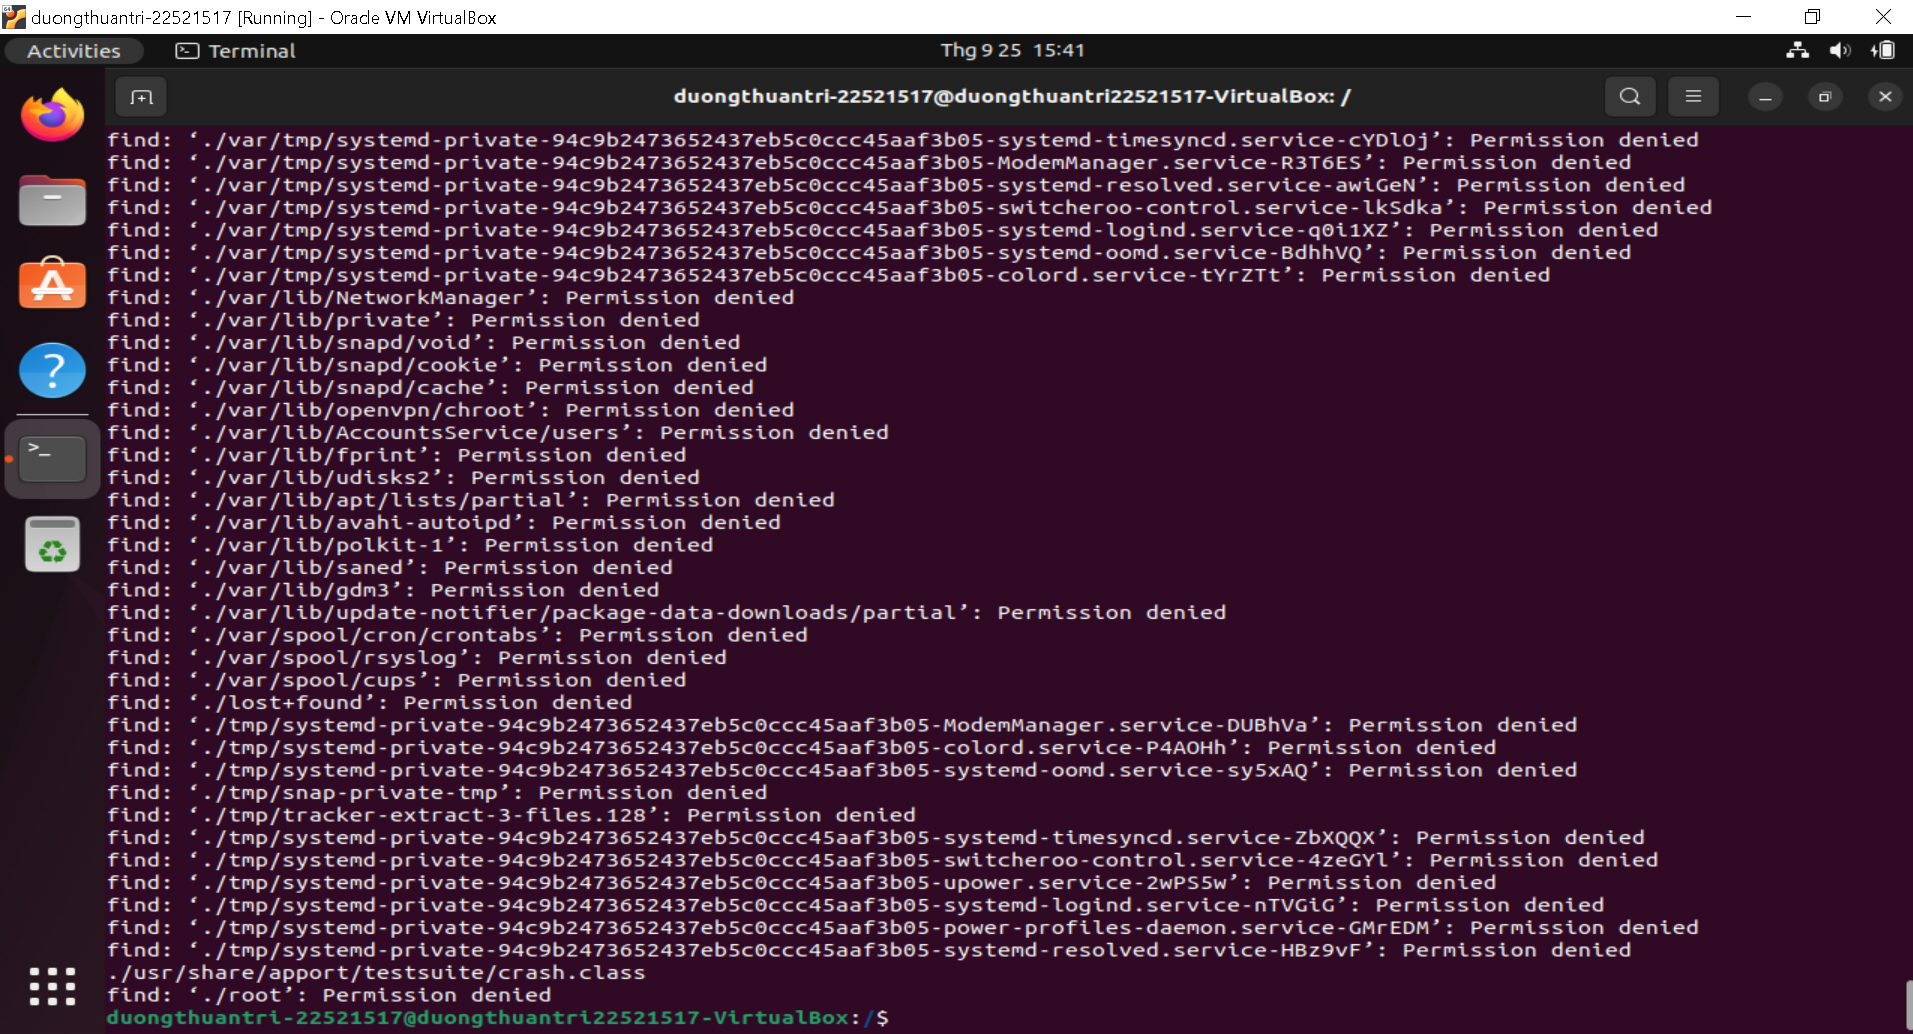 duongthuantri-22521517 [Running] - Oracle VM VirtualBox
Activities Terminal Thg 9 25 15:41
duongthuantri-22521517@duongthuantri22521517-VirtualBox: /
find: ‘./var/tmp/systemd-private-94c9b2473652437eb5c0ccc45aaf3b05-systemd-timesyncd.service-cYDlOj’: Permission denied
find: ‘./var/tmp/systemd-private-94c9b2473652437eb5c0ccc45aaf3b05-ModemManager.service-R3T6ES’: Permission denied
find: ‘./var/tmp/systemd-private-94c9b2473652437eb5c0ccc45aaf3b05-systemd-resolved.service-awiGeN’: Permission denied
find: ‘./var/tmp/systemd-private-94c9b2473652437eb5c0ccc45aaf3b05-switcheroo-control.service-lkSdka’: Permission denied
find: ‘./var/tmp/systemd-private-94c9b2473652437eb5c0ccc45aaf3b05-systemd-logind.service-q0i1XZ’: Permission denied
find: ‘./var/tmp/systemd-private-94c9b2473652437eb5c0ccc45aaf3b05-systemd-oomd.service-BdhhVQ’: Permission denied
find: ‘./var/tmp/systemd-private-94c9b2473652437eb5c0ccc45aaf3b05-colord.service-tYrZTt’: Permission denied
find: ‘./var/lib/NetworkManager’: Permission denied
find: ‘./var/lib/private’: Permission denied
find: ‘./var/lib/snapd/void’: Permission denied
find: ‘./var/lib/snapd/cookie’: Permission denied
find: ‘./var/lib/snapd/cache’: Permission denied
find: ‘./var/lib/openvpn/chroot’: Permission denied
find: ‘./var/lib/AccountsService/users’: Permission denied
find: ‘./var/lib/fprint’: Permission denied
find: ‘./var/lib/udisks2’: Permission denied
find: ‘./var/lib/apt/lists/partial’: Permission denied
find: ‘./var/lib/avahi-autoipd’: Permission denied
find: ‘./var/lib/polkit-1’: Permission denied
find: ‘./var/lib/saned’: Permission denied
find: ‘./var/lib/gdm3’: Permission denied
find: ‘./var/lib/update-notifier/package-data-downloads/partial’: Permission denied
find: ‘./var/spool/cron/crontabs’: Permission denied
find: ‘./var/spool/rsyslog’: Permission denied
find: ‘./var/spool/cups’: Permission denied
find: ‘./lost+found’: Permission denied
find: ‘./tmp/systemd-private-94c9b2473652437eb5c0ccc45aaf3b05-ModemManager.service-DUBhVa’: Permission denied
find: ‘./tmp/systemd-private-94c9b2473652437eb5c0ccc45aaf3b05-colord.service-P4AOHh’: Permission denied
find: ‘./tmp/systemd-private-94c9b2473652437eb5c0ccc45aaf3b05-systemd-oomd.service-sy5xAQ’: Permission denied
find: ‘./tmp/snap-private-tmp’: Permission denied
find: ‘./tmp/tracker-extract-3-files.128’: Permission denied
find: ‘./tmp/systemd-private-94c9b2473652437eb5c0ccc45aaf3b05-systemd-timesyncd.service-ZbXQQX’: Permission denied
find: ‘./tmp/systemd-private-94c9b2473652437eb5c0ccc45aaf3b05-switcheroo-control.service-4zeGYl’: Permission denied
find: ‘./tmp/systemd-private-94c9b2473652437eb5c0ccc45aaf3b05-upower.service-2wPS5w’: Permission denied
find: ‘./tmp/systemd-private-94c9b2473652437eb5c0ccc45aaf3b05-systemd-logind.service-nTVGiG’: Permission denied
find: ‘./tmp/systemd-private-94c9b2473652437eb5c0ccc45aaf3b05-power-profiles-daemon.service-GMrEDM’: Permission denied
find: ‘./tmp/systemd-private-94c9b2473652437eb5c0ccc45aaf3b05-systemd-resolved.service-HBz9vF’: Permission denied
./usr/share/apport/testsuite/crash.class
find: ‘./root’: Permission denied
duongthuantri-22521517@duongthuantri22521517-VirtualBox:/$